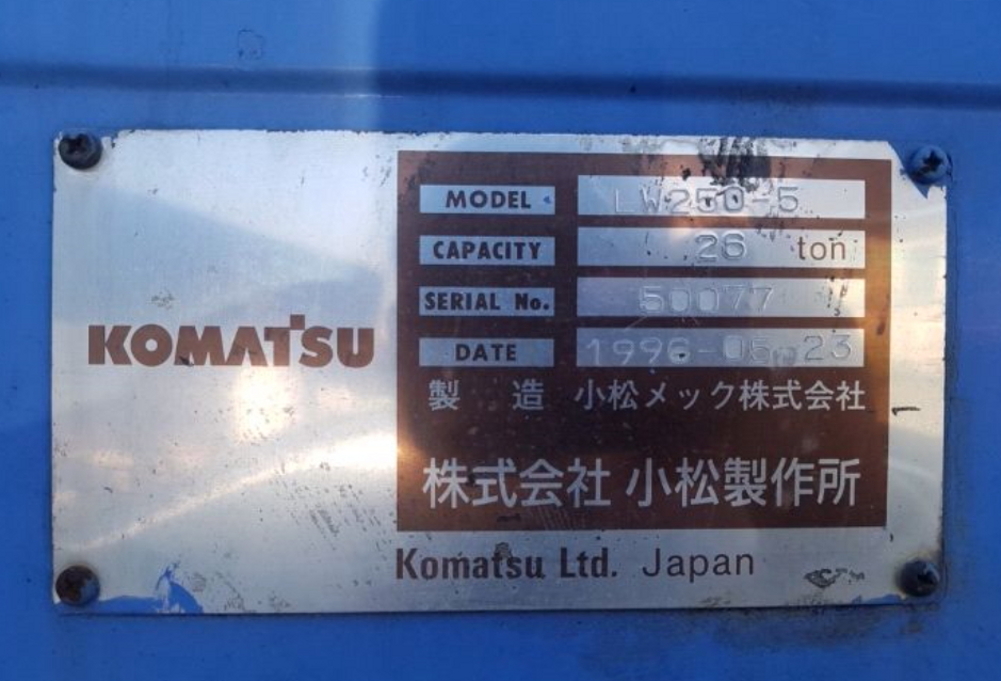 KOMATSU
MODEL LW250-5
CAPACITY 26 ton
SERIAL No. 50077
DATE 1996-05-23
製造 小松メック株式会社
株式会社 小松製作所
Komatsu Ltd. Japan